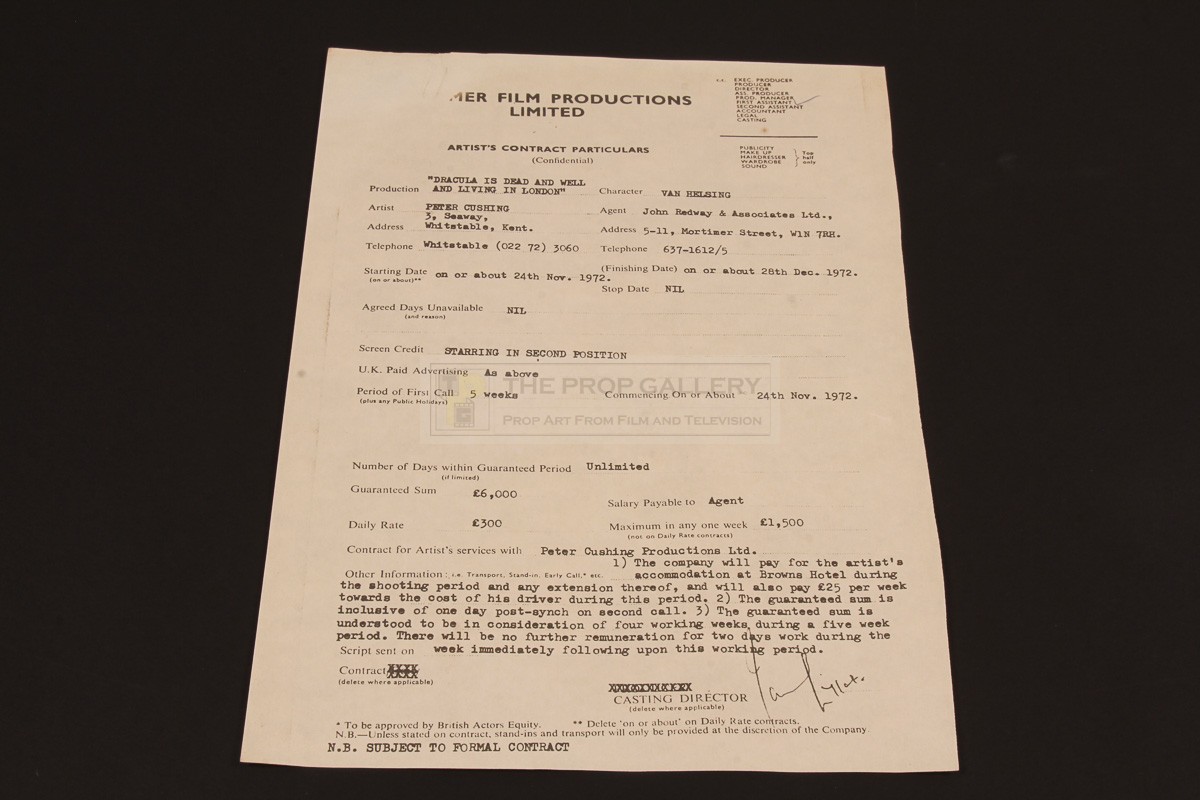 MER FILM PRODUCTIONS
LIMITED
c.c. EXEC. PRODUCER
PRODUCER
DIRECTOR
ASS. PRODUCER
PROD. MANAGER
FIRST ASSISTANT
SECOND ASSISTANT
ACCOUNTANT
LEGAL
CASTING
PUBLICITY
MAKE UP
HAIRDRESSER
WARDROBE
SOUND
Top
half
only
ARTIST'S CONTRACT PARTICULARS
(Confidential)
Production "DRACULA IS DEAD AND WELL
AND LIVING IN LONDON" Character VAN HELSING
Artist PETER CUSHING Agent John Redway & Associates Ltd.,
3, Seaway,
Address Whitstable, Kent. Address 5-11, Mortimer Street, W1N 7RH.
Telephone Whitstable (022 72) 3060 Telephone 637-1612/5
Starting Date on or about 24th Nov. 1972. (Finishing Date) on or about 28th Dec. 1972.
(on or about)**
Stop Date NIL
Agreed Days Unavailable NIL
(and reason)
Screen Credit STARRING IN SECOND POSITION
U.K. Paid Advertising As above
Period of First Call 5 weeks Commencing On or About 24th Nov. 1972.
(plus any Public Holidays)
THE PROP GALLERY
PROP ART FROM FILM AND TELEVISION
Number of Days within Guaranteed Period Unlimited
(if limited)
Guaranteed Sum £6,000 Salary Payable to Agent
Daily Rate £300 Maximum in any one week £1,500
(not on Daily Rate contracts)
Contract for Artist's services with Peter Cushing Productions Ltd.
1) The company will pay for the artist's
Other Information: i.e. Transport, Stand-in, Early Call,* etc. accommodation at Browns Hotel during
the shooting period and any extension thereof, and will also pay £25 per week
towards the cost of his driver during this period. 2) The guaranteed sum is
inclusive of one day post-synch on second call. 3) The guaranteed sum is
understood to be in consideration of four working weeks during a five week
period. There will be no further remuneration for two days work during the
Script sent on week immediately following upon this working period.
Contract
(delete where applicable)
CASTING DIRECTOR
(delete where applicable)
* To be approved by British Actors Equity. ** Delete 'on or about' on Daily Rate contracts.
N.B.—Unless stated on contract, stand-ins and transport will only be provided at the discretion of the Company.
N.B. SUBJECT TO FORMAL CONTRACT